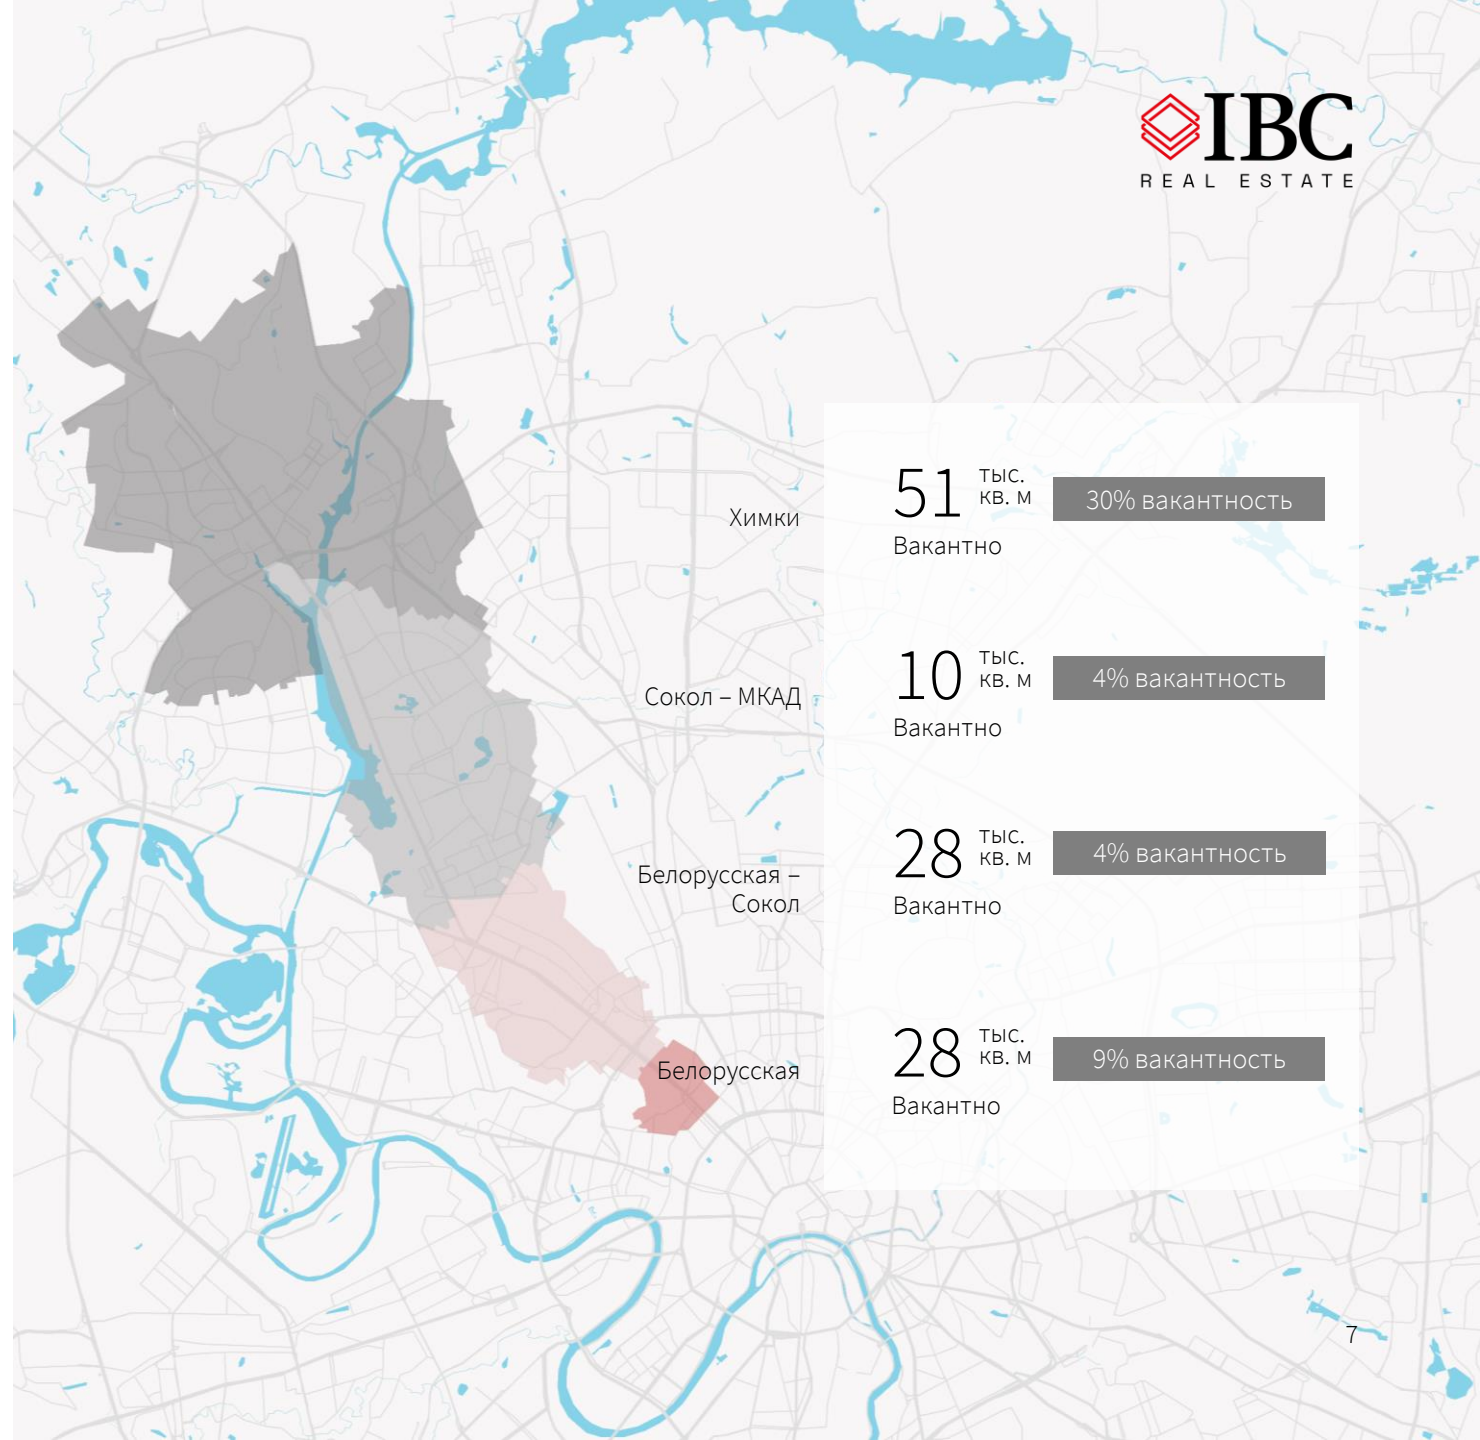 IBC
REAL ESTATE
Химки
51 тыс.
кв. м
30% вакантность
Вакантно
Сокол – МКАД
10 тыс.
кв. м
4% вакантность
Вакантно
Белорусская –
Сокол
28 тыс.
кв. м
4% вакантность
Вакантно
Белорусская
28 тыс.
кв. м
9% вакантность
Вакантно
7